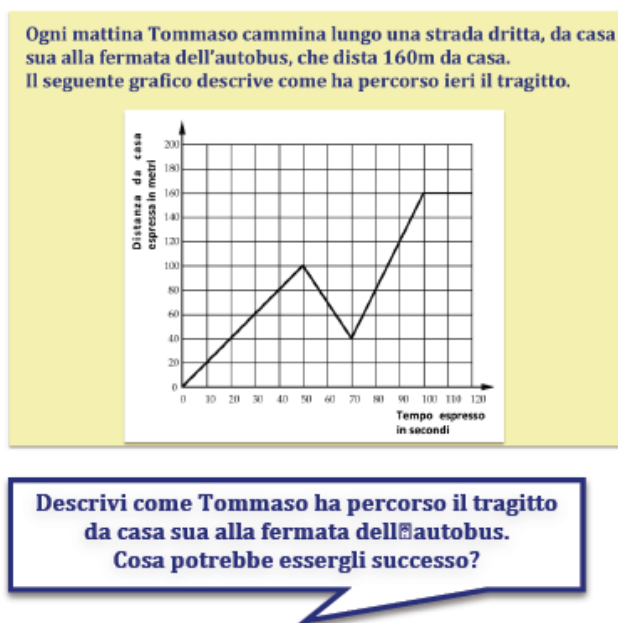 Ogni mattina Tommaso cammina lungo una strada dritta, da casa
sua alla fermata dell'autobus, che dista 160m da casa.
Il seguente grafico descrive come ha percorso ieri il tragitto.
Distanza da casa
espressa in metri
200
180
160
140
120
100
80
60
40
20
0
0 10 20 30 40 50 60 70 80 90 100 110 120
Tempo espresso
in secondi
Descrivi come Tommaso ha percorso il tragitto
da casa sua alla fermata dell�autobus.
Cosa potrebbe essergli successo?